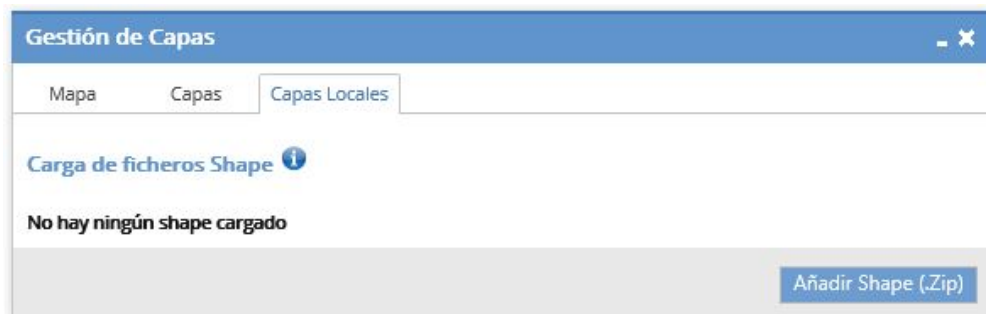 Gestión de Capas
Mapa Capas Capas Locales
Carga de ficheros Shape
No hay ningún shape cargado
Añadir Shape (.Zip)